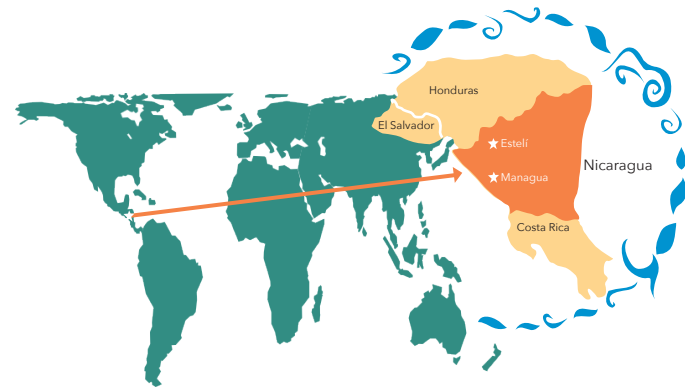 Honduras
El Salvador
Estelí
Nicaragua
Managua
Costa Rica